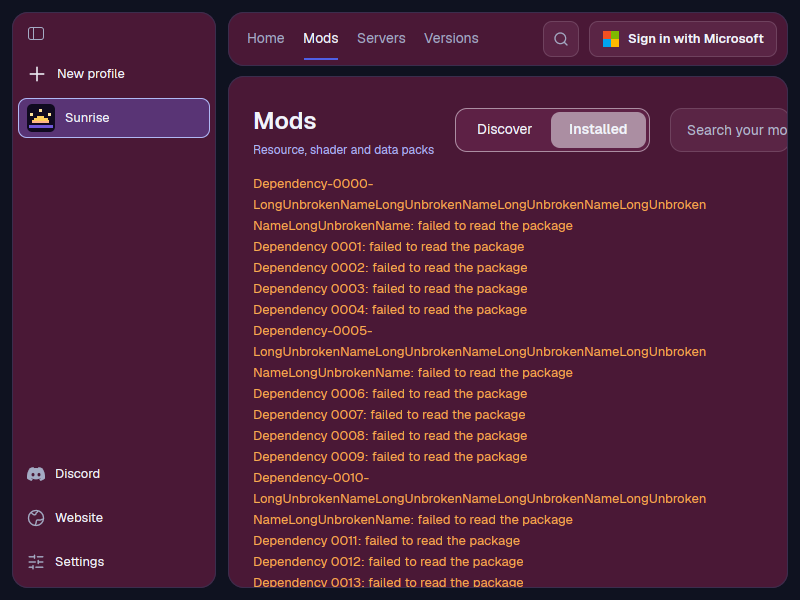 New profile
Sunrise
Discord
Website
Settings
Home Mods Servers Versions
Sign in with Microsoft
Mods
Resource, shader and data packs
Discover Installed
Search your mo
Dependency-0000-
LongUnbrokenNameLongUnbrokenNameLongUnbrokenNameLongUnbroken
NameLongUnbrokenName: failed to read the package
Dependency 0001: failed to read the package
Dependency 0002: failed to read the package
Dependency 0003: failed to read the package
Dependency 0004: failed to read the package
Dependency-0005-
LongUnbrokenNameLongUnbrokenNameLongUnbrokenNameLongUnbroken
NameLongUnbrokenName: failed to read the package
Dependency 0006: failed to read the package
Dependency 0007: failed to read the package
Dependency 0008: failed to read the package
Dependency 0009: failed to read the package
Dependency-0010-
LongUnbrokenNameLongUnbrokenNameLongUnbrokenNameLongUnbroken
NameLongUnbrokenName: failed to read the package
Dependency 0011: failed to read the package
Dependency 0012: failed to read the package
Dependency 0013: failed to read the package